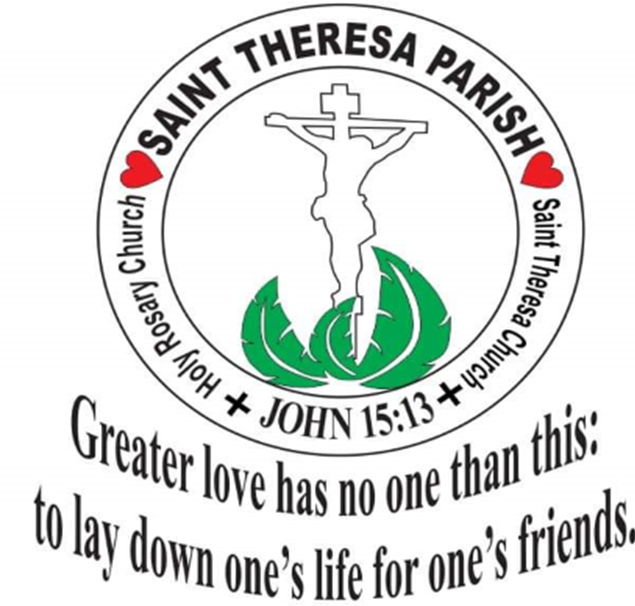 SAINT THERESA PARISH
Holy Rosary Church
Saint Theresa Church
JOHN 15:13
Greater love has no one than this:
to lay down one's life for one's friends.